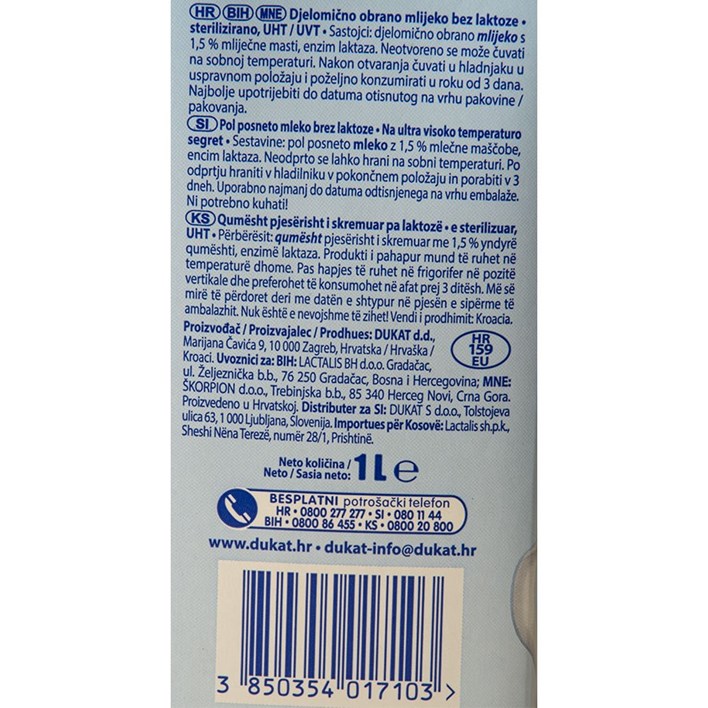 HR BIH MNE Djelomično obrano mlijeko bez laktoze •
sterilizirano, UHT / UVT • Sastojci: djelomično obrano mlijeko s
1,5 % mliječne masti, enzim laktaza. Neotvoreno se može čuvati
na sobnoj temperaturi. Nakon otvaranja čuvati u hladnjaku u
uspravnom položaju i poželjno konzumirati u roku od 3 dana.
Najbolje upotrijebiti do datuma otisnutog na vrhu pakovine /
pakovanja.
SI Pol posneto mleko brez laktoze • Na ultra visoko temperaturo
segret • Sestavine: pol posneto mleko z 1,5 % mlečne maščobe,
encim laktaza. Neodprto se lahko hrani na sobni temperaturi. Po
odprtju hraniti v hladilniku v pokončnem položaju in porabiti v 3
dneh. Uporabno najmanj do datuma odtisnjenega na vrhu embalaže.
Ni potrebno kuhati!
KS Qumësht pjesërisht i skremuar pa laktozë • e sterilizuar,
UHT • Përbërësit: qumësht pjesërisht i skremuar me 1,5 % yndyrë
qumështi, enzimë laktaza. Produkti i pahapur mund të ruhet në
temperaturë dhome. Pas hapjes të ruhet në frigorifer në pozitë
vertikale dhe preferohet të konsumohet në afat prej 3 ditësh. Më së
mirë të përdoret deri me datën e shtypur në pjesën e sipërme të
ambalazhit. Nuk është e nevojshme të zihet! Vendi i prodhimit: Kroacia.
Proizvođač / Proizvajalec / Prodhues: DUKAT d.d.,
Marijana Čavića 9, 10 000 Zagreb, Hrvatska / Hrvaška /
Kroaci. Uvoznici za: BIH: LACTALIS BH d.o.o. Gradačac,
ul. Željeznička b.b., 76 250 Gradačac, Bosna i Hercegovina; MNE:
ŠKORPION d.o.o., Trebinjska b.b., 85 340 Herceg Novi, Crna Gora.
Proizvedeno u Hrvatskoj. Distributer za SI: DUKAT S d.o.o., Tolstojeva
ulica 63, 1 000 Ljubljana, Slovenija. Importues për Kosovë: Lactalis sh.p.k.,
Sheshi Nëna Terezë, numër 28/1, Prishtinë.
HR
159
EU
Neto količina /
Neto / Sasia neto: 1L e
BESPLATNI potrošački telefon
HR • 0800 277 277 • SI • 080 11 44
BIH • 0800 86 455 • KS • 0800 20 800
www.dukat.hr • dukat-info@dukat.hr
3 850354 017103 >